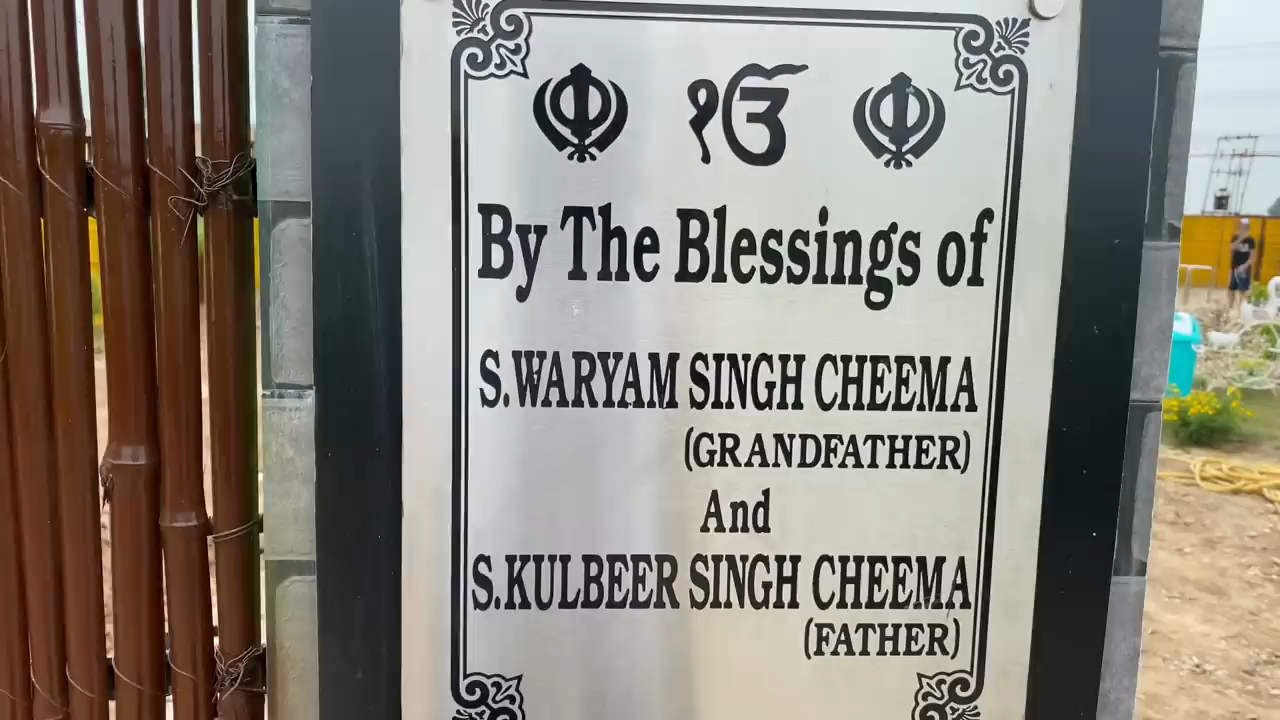 ੴ
By The Blessings of
S.WARYAM SINGH CHEEMA
(GRANDFATHER)
And
S.KULBEER SINGH CHEEMA
(FATHER)